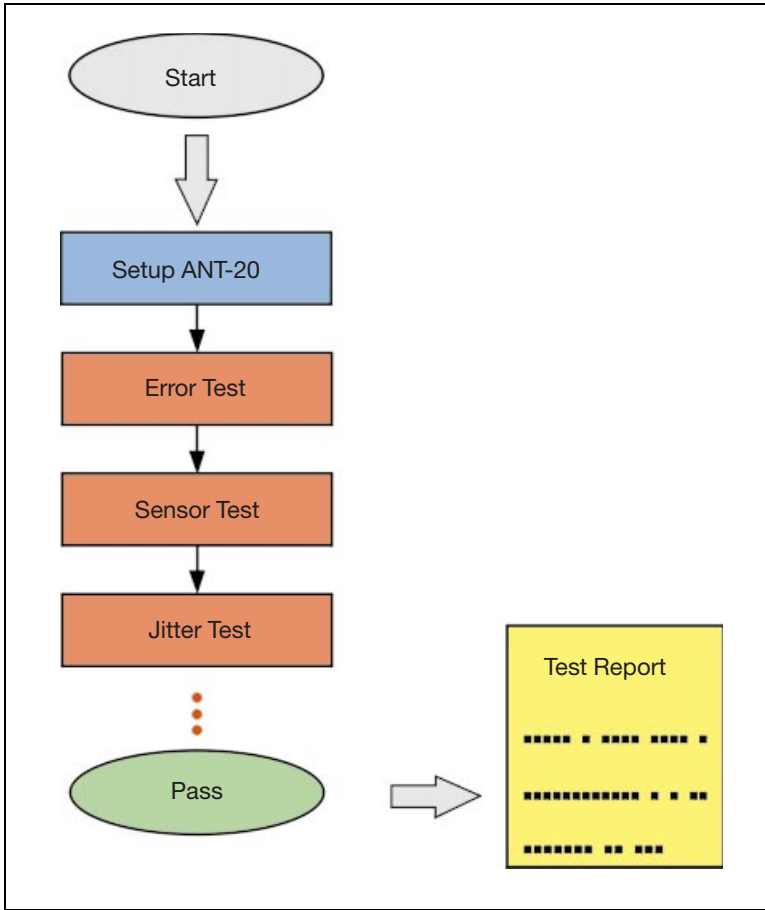 Start
Setup ANT-20
Error Test
Sensor Test
Jitter Test
Test Report
Pass